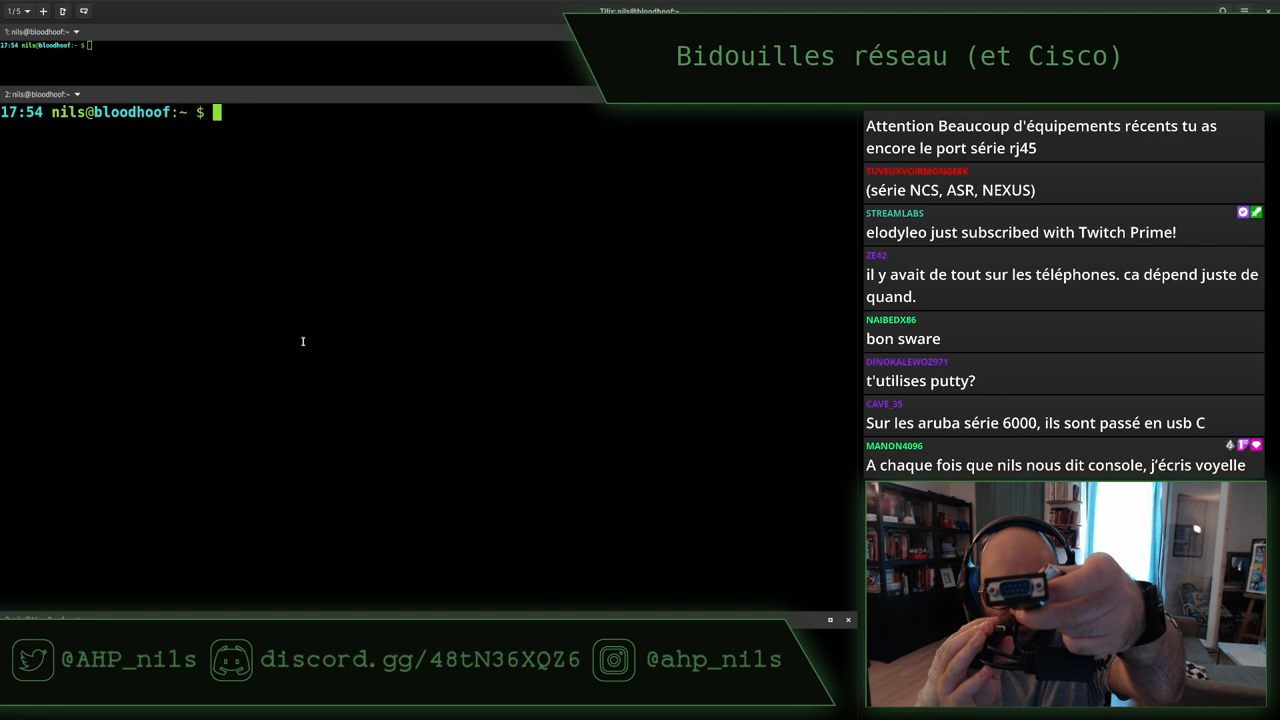 1 / 5
Tilix: nils@bloodhoof:~
1: nils@bloodhoof:~
17:54 nils@bloodhoof:~ $
2: nils@bloodhoof:~
17:54 nils@bloodhoof:~ $
Bidouilles réseau (et Cisco)
Attention Beaucoup d'équipements récents tu as
encore le port série rj45
TUVEUXVOIRMONGEEK
(série NCS, ASR, NEXUS)
STREAMLABS
elodyleo just subscribed with Twitch Prime!
ZE42
il y avait de tout sur les téléphones. ca dépend juste de
quand.
NAIBEDX86
bon sware
DINOKALEWOZ971
t'utilises putty?
CAVE_35
Sur les aruba série 6000, ils sont passé en usb C
MANON4096
A chaque fois que nils nous dit console, j'écris voyelle
@AHP_nils
discord.gg/48tN36XQZ6
@ahp_nils